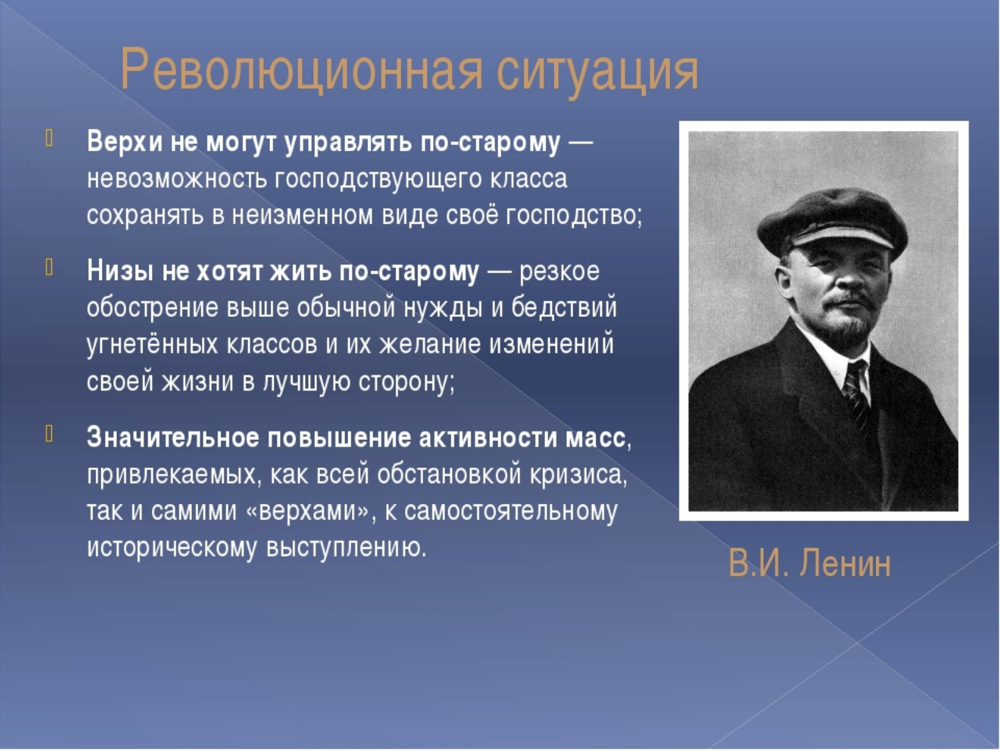 Революционная ситуация
Верхи не могут управлять по-старому —
невозможность господствующего класса
сохранять в неизменном виде своё господство;
Низы не хотят жить по-старому — резкое
обострение выше обычной нужды и бедствий
угнетённых классов и их желание изменений
своей жизни в лучшую сторону;
Значительное повышение активности масс,
привлекаемых, как всей обстановкой кризиса,
так и самими «верхами», к самостоятельному
историческому выступлению.
В.И. Ленин